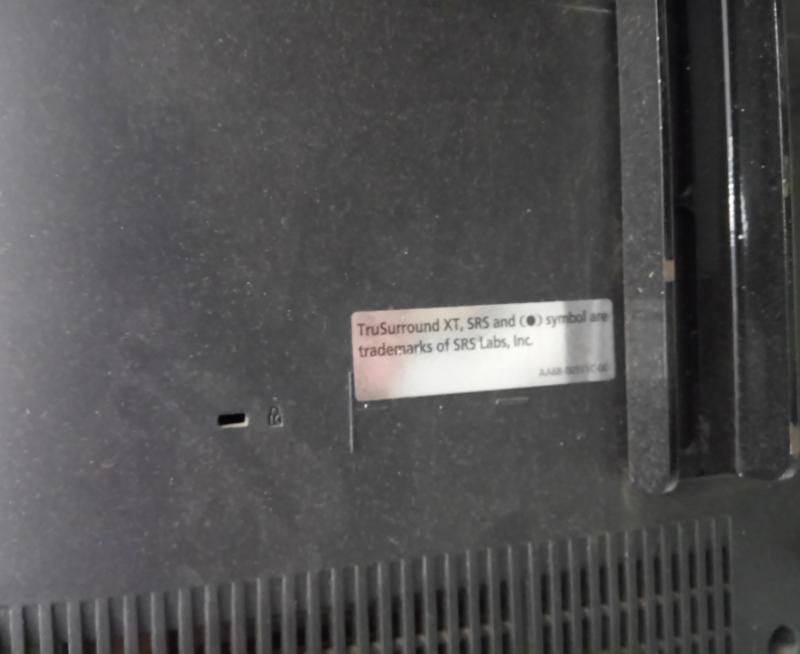 TruSurround XT, SRS and (●) symbol are
trademarks of SRS Labs, Inc.